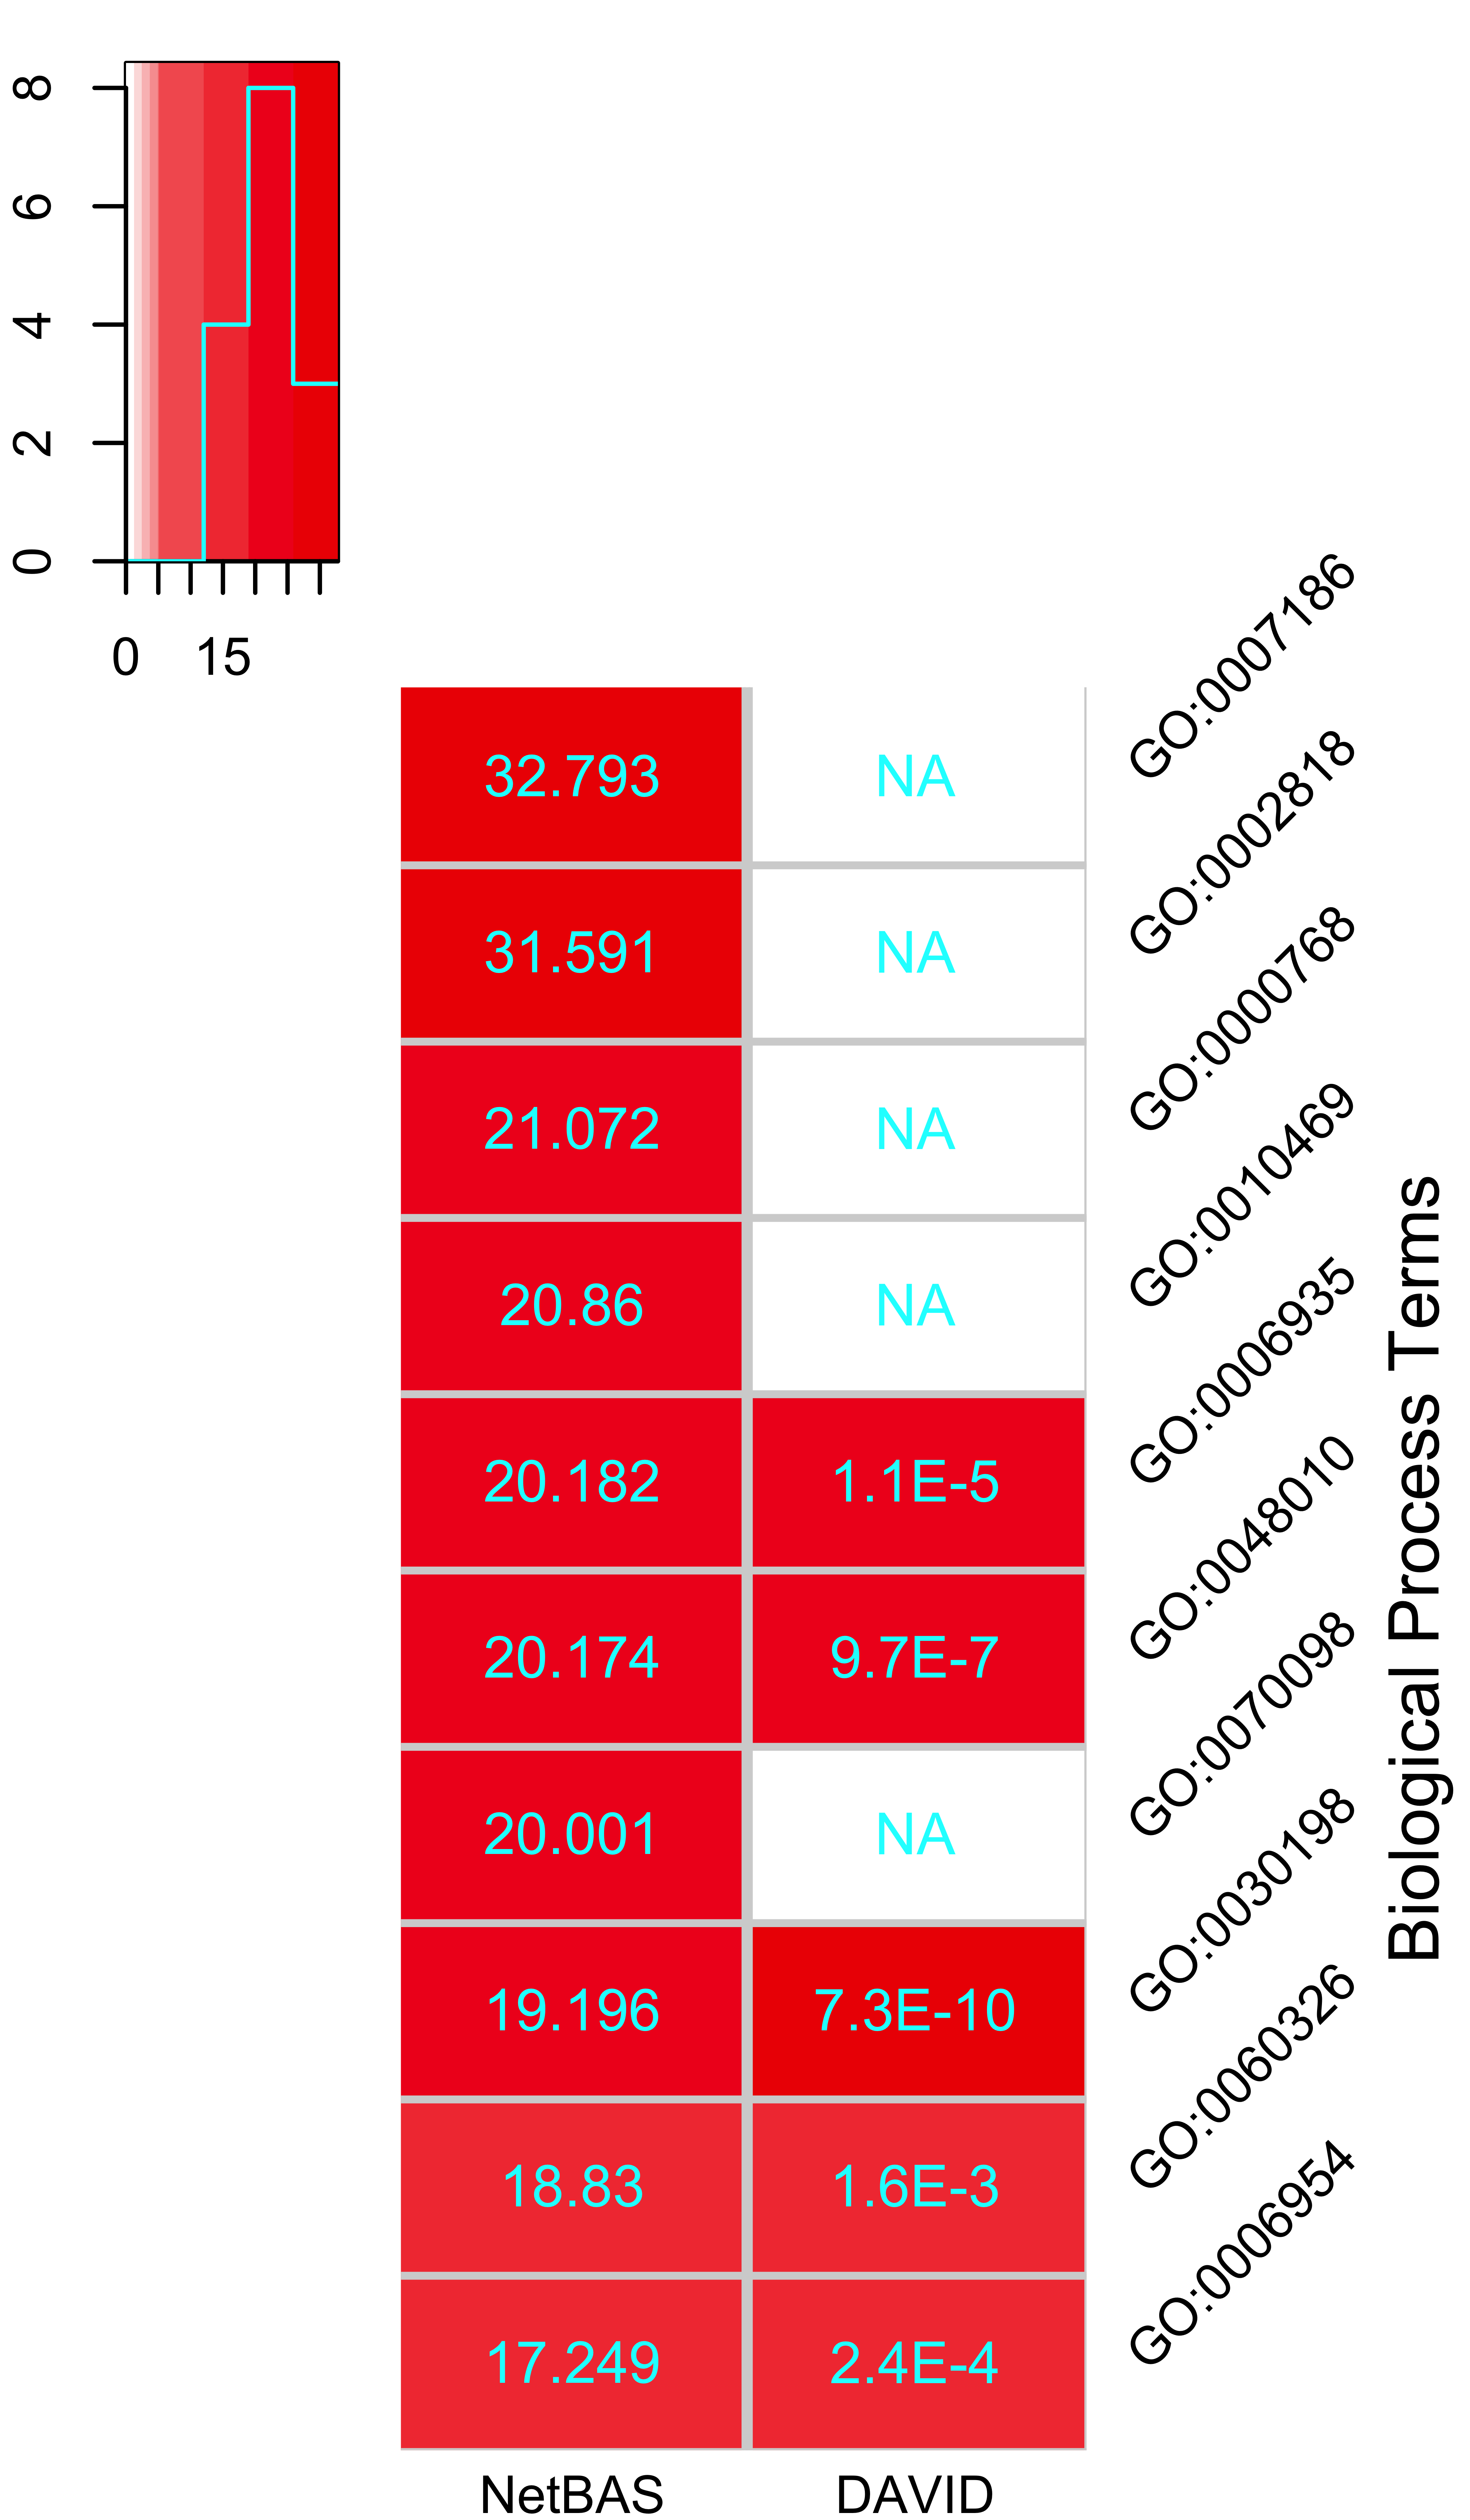 8
6
4
2
0
0 15
GO:0007186
32.793 NA
GO:0002818
31.591 NA
GO:0000768
21.072 NA
GO:0010469
20.86 NA
GO:0006935
20.182 1.1E-5
GO:0048010
20.174 9.7E-7
GO:0070098
20.001 NA
GO:0030198
19.196 7.3E-10
GO:0060326
18.83 1.6E-3
GO:0006954
17.249 2.4E-4
Biological Process Terms
NetBAS DAVID